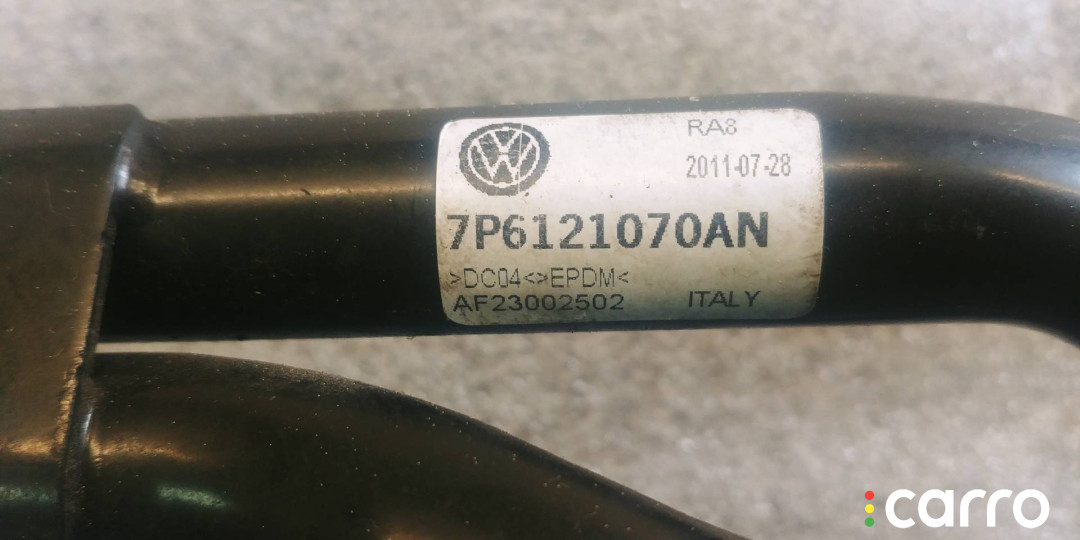 RA8
2011-07-28
7P6121070AN
>DC04<>EPDM<
AF23002502 ITALY
carro